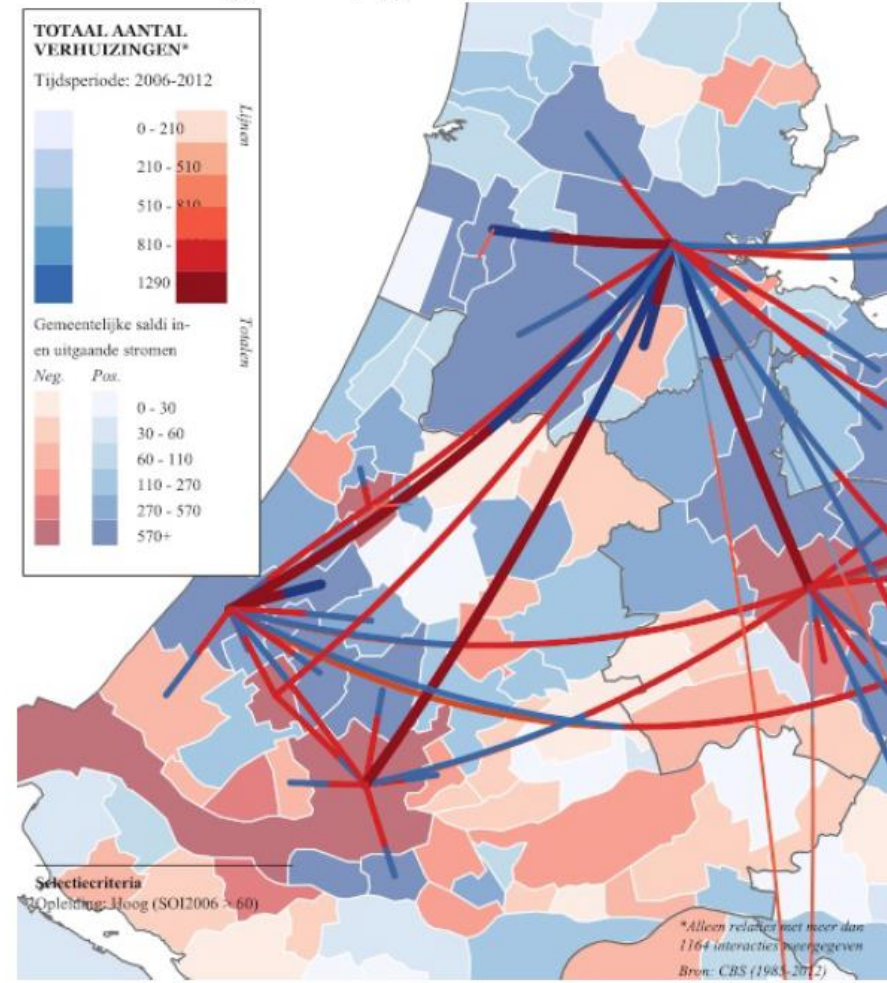 TOTAAL AANTAL
VERHUIZINGEN*
Tijdsperiode: 2006-2012
Lijnen
0 - 210
210 - 510
510 - 810
810 -
1290
Gemeentelijke saldi in-
en uitgaande stromen
Totalen
Neg. Pos.
0 - 30
30 - 60
60 - 110
110 - 270
270 - 570
570+
Selectiecriteria
Opleiding: Hoog (SOI2006 > 60)
*Alleen relaties met meer dan
1164 interacties weergegeven
Bron: CBS (1985-2012)